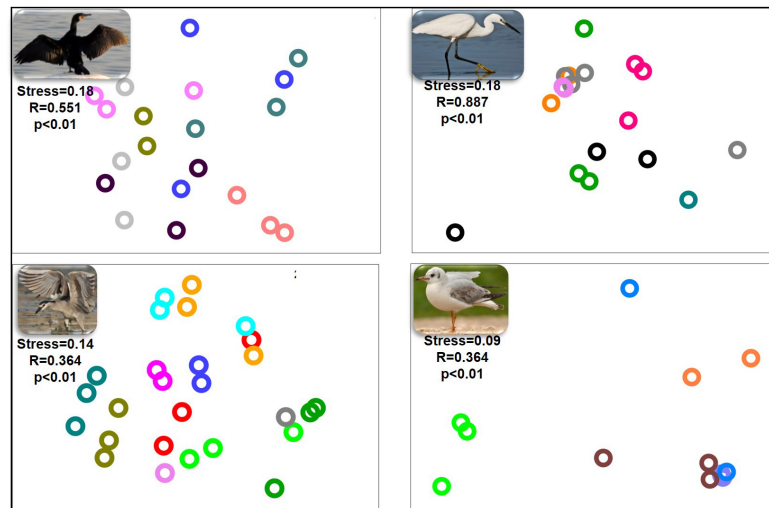 Stress=0.18
R=0.551
p<0.01
Stress=0.18
R=0.887
p<0.01
Stress=0.14
R=0.364
p<0.01
Stress=0.09
R=0.364
p<0.01